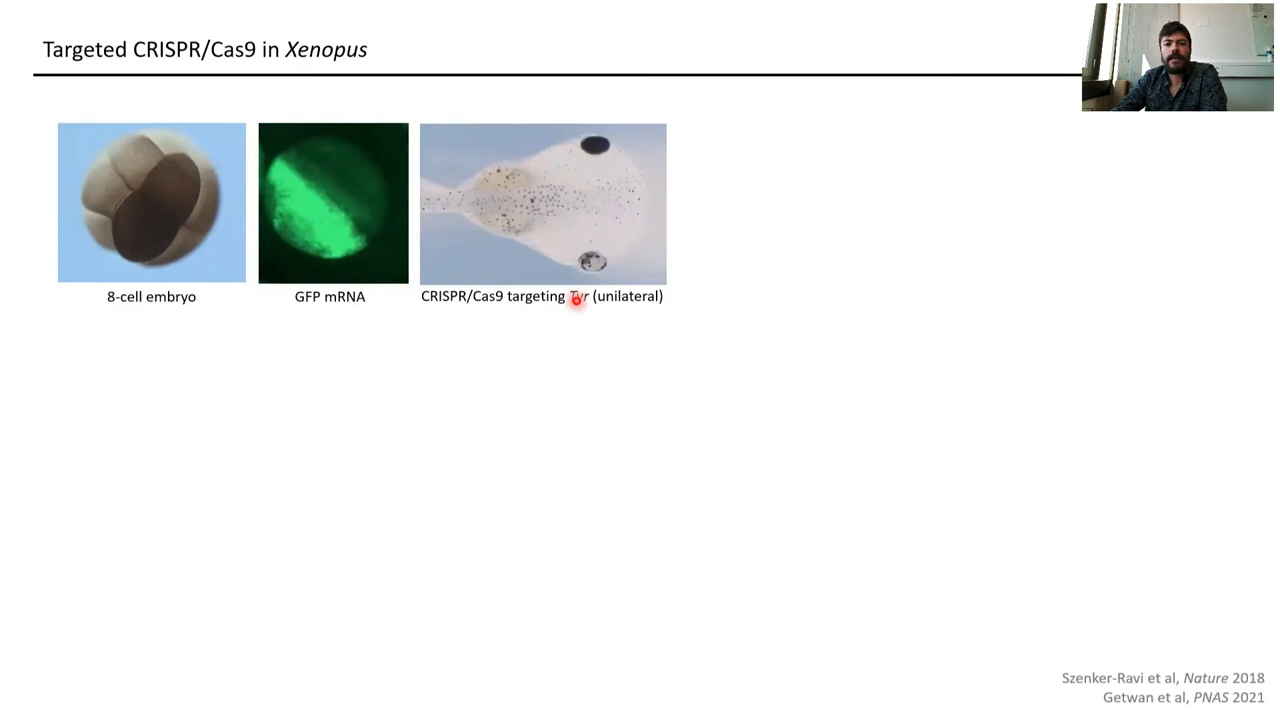 Targeted CRISPR/Cas9 in Xenopus
8-cell embryo
GFP mRNA
CRISPR/Cas9 targeting Tyr (unilateral)
Szenker-Ravi et al, Nature 2018
Getwan et al, PNAS 2021